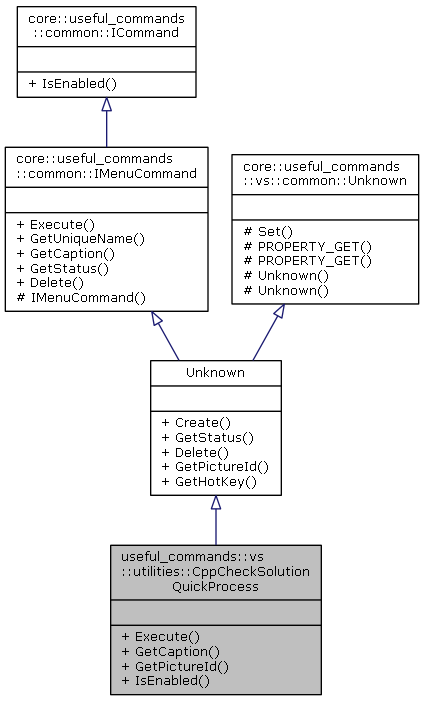 core::useful_commands
::common::ICommand
+ IsEnabled()
core::useful_commands
::common::IMenuCommand
+ Execute()
+ GetUniqueName()
+ GetCaption()
+ GetStatus()
+ Delete()
# IMenuCommand()
core::useful_commands
::vs::common::Unknown
# Set()
# PROPERTY_GET()
# PROPERTY_GET()
# Unknown()
# Unknown()
Unknown
+ Create()
+ GetStatus()
+ Delete()
+ GetPictureId()
+ GetHotKey()
useful_commands::vs
::utilities::CppCheckSolution
QuickProcess
+ Execute()
+ GetCaption()
+ GetPictureId()
+ IsEnabled()